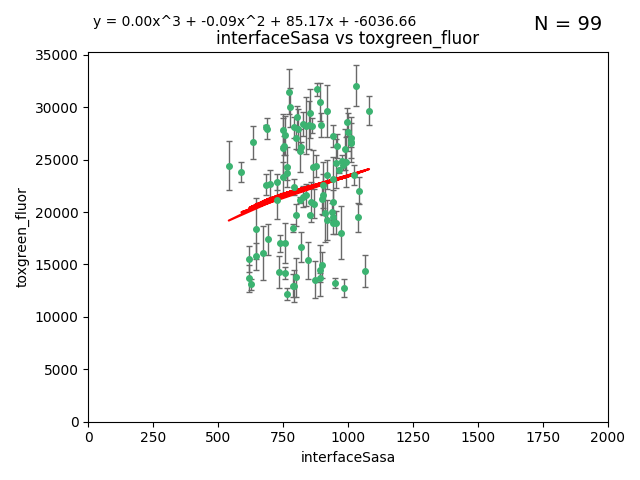 y = 0.00x^3 + -0.09x^2 + 85.17x + -6036.66
N = 99
interfaceSasa vs toxgreen_fluor
35000
30000
25000
20000
15000
10000
5000
0
toxgreen_fluor
0 250 500 750 1000 1250 1500 1750 2000
interfaceSasa